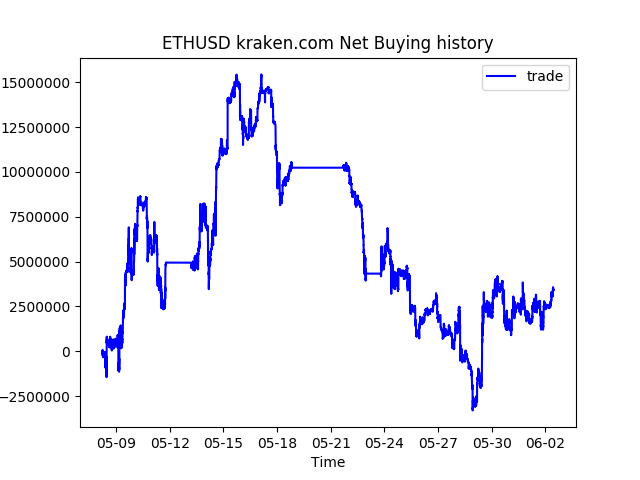 ETHUSD kraken.com Net Buying history
trade
15000000
12500000
10000000
7500000
5000000
2500000
0
−2500000
05-09 05-12 05-15 05-18 05-21 05-24 05-27 05-30 06-02
Time